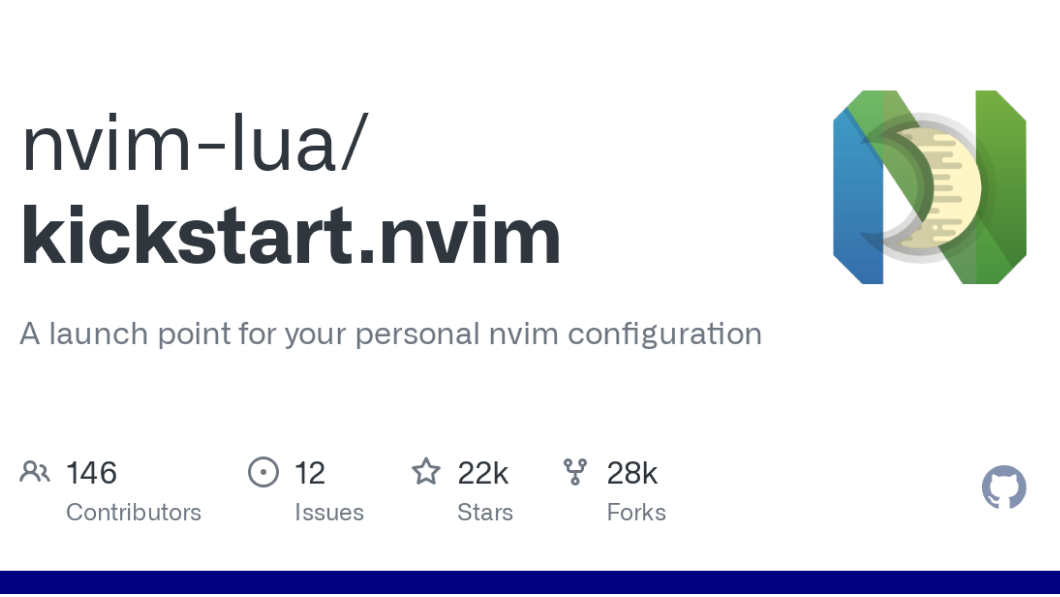 nvim-lua/
kickstart.nvim
A launch point for your personal nvim configuration
146
Contributors
12
Issues
22k
Stars
28k
Forks